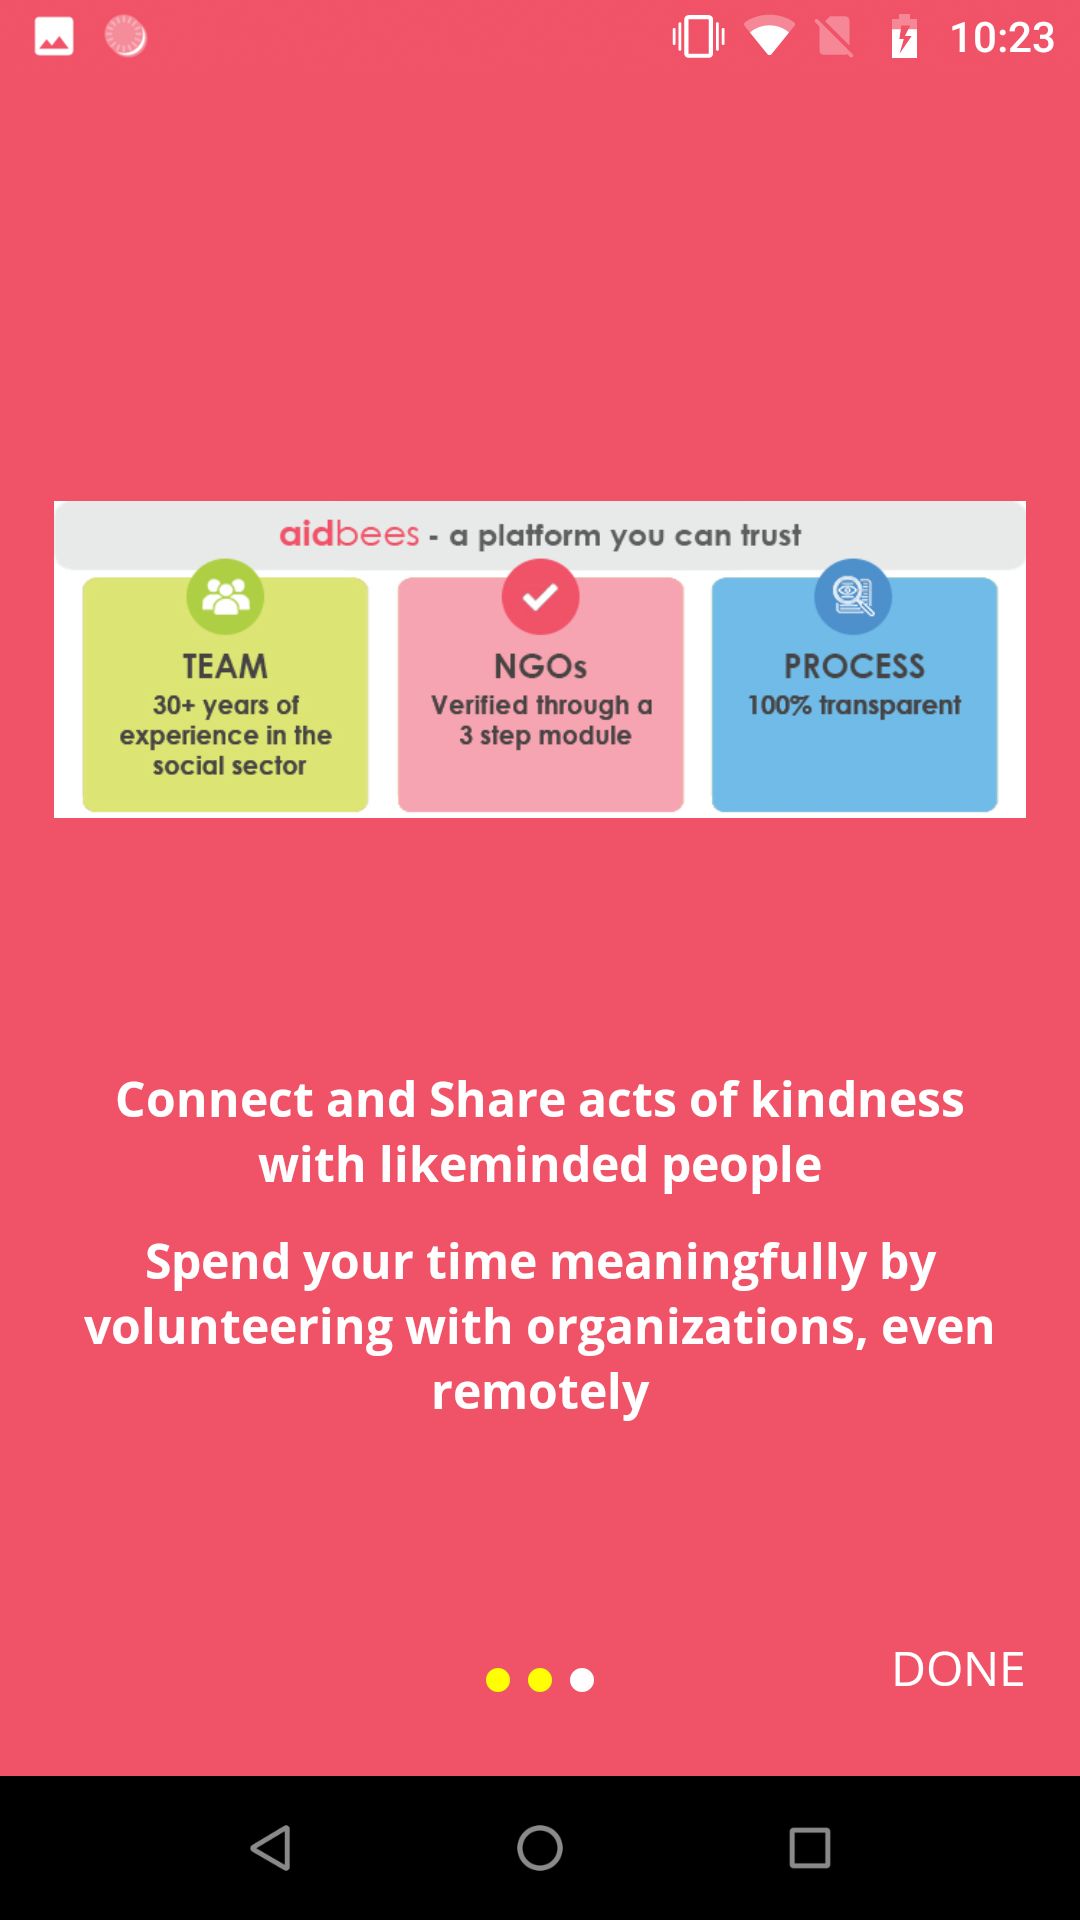 10:23
aidbees - a platform you can trust
TEAM
30+ years of
experience in the
social sector
NGOs
Verified through a
3 step module
PROCESS
100% transparent
Connect and Share acts of kindness
with likeminded people
Spend your time meaningfully by
volunteering with organizations, even
remotely
DONE